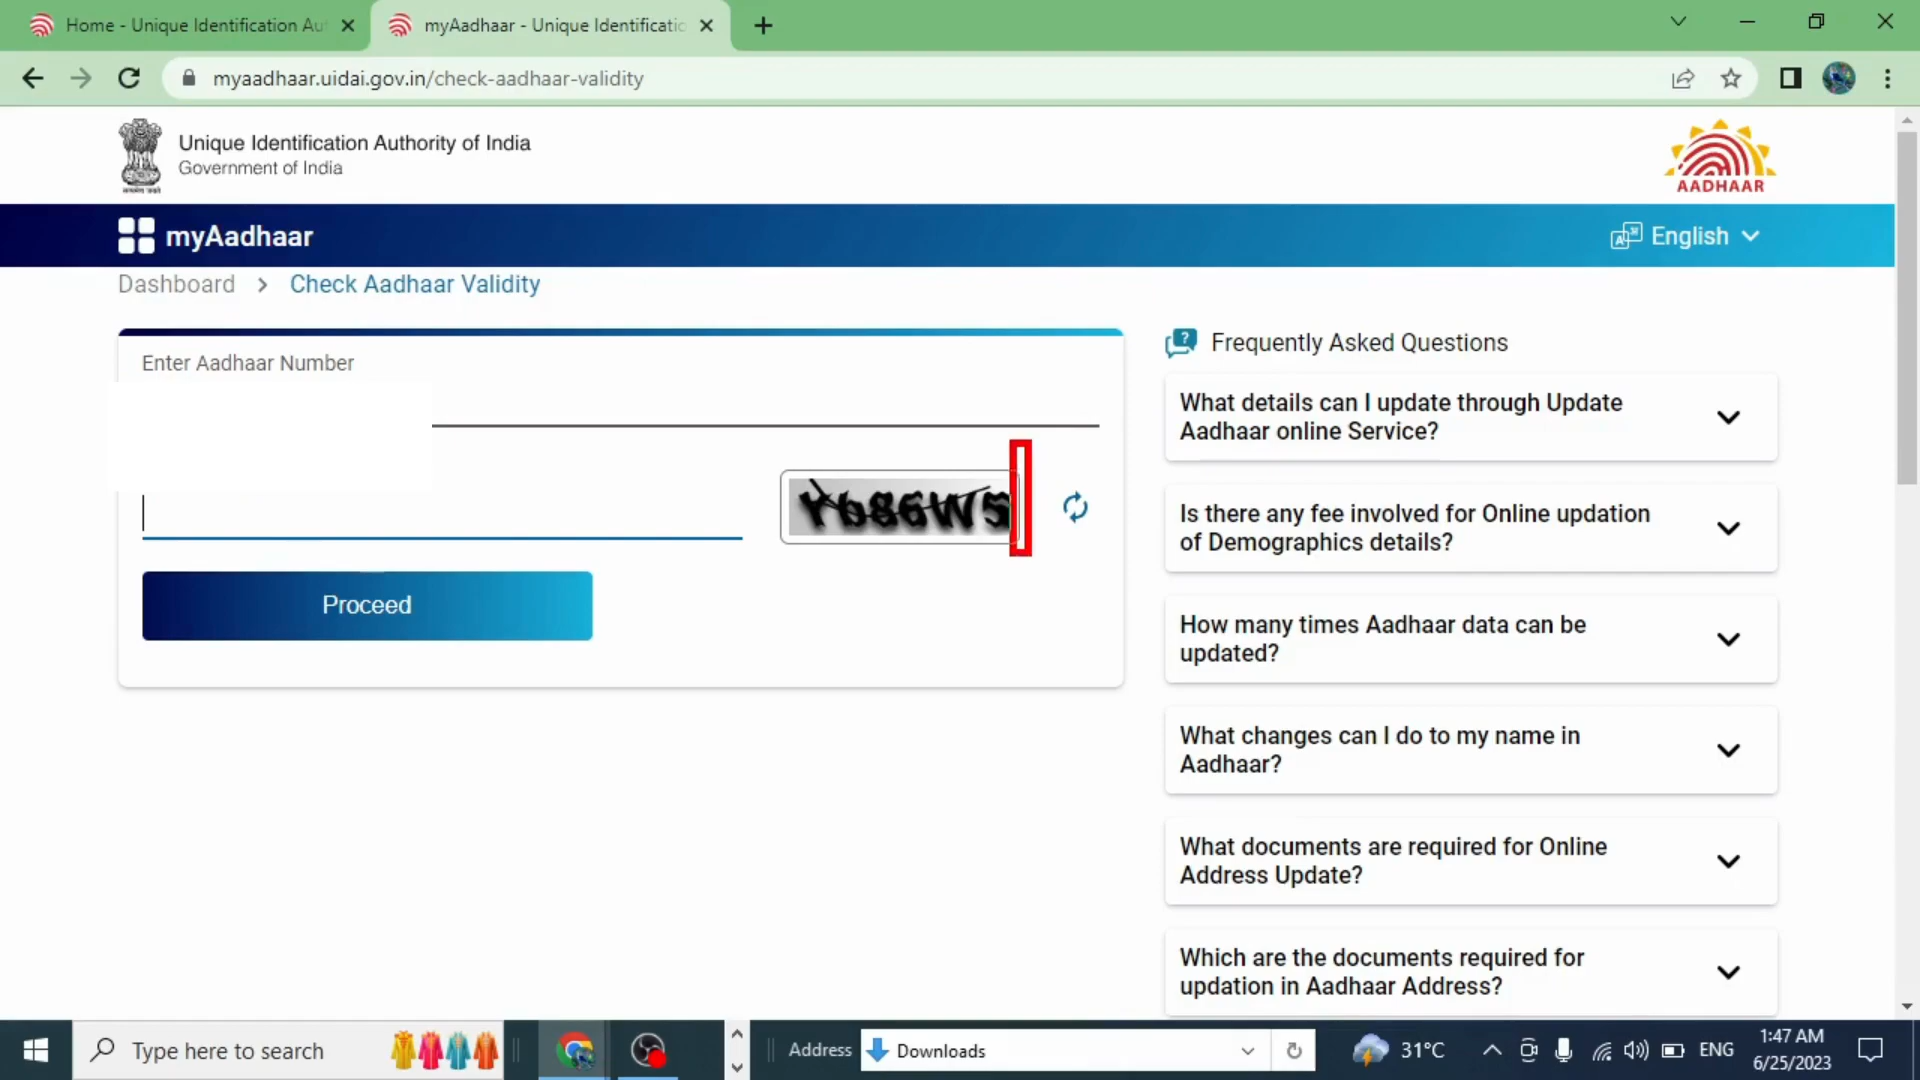 Home - Unique Identification Au
myAadhaar - Unique Identificatio
myaadhaar.uidai.gov.in/check-aadhaar-validity
Unique Identification Authority of India
Government of India
AADHAAR
myAadhaar
English
Dashboard > Check Aadhaar Validity
Enter Aadhaar Number
Proceed
Frequently Asked Questions
What details can I update through Update
Aadhaar online Service?
Is there any fee involved for Online updation
of Demographics details?
How many times Aadhaar data can be
updated?
What changes can I do to my name in
Aadhaar?
What documents are required for Online
Address Update?
Which are the documents required for
updation in Aadhaar Address?
Type here to search
Address
Downloads
31°C
ENG
1:47 AM
6/25/2023